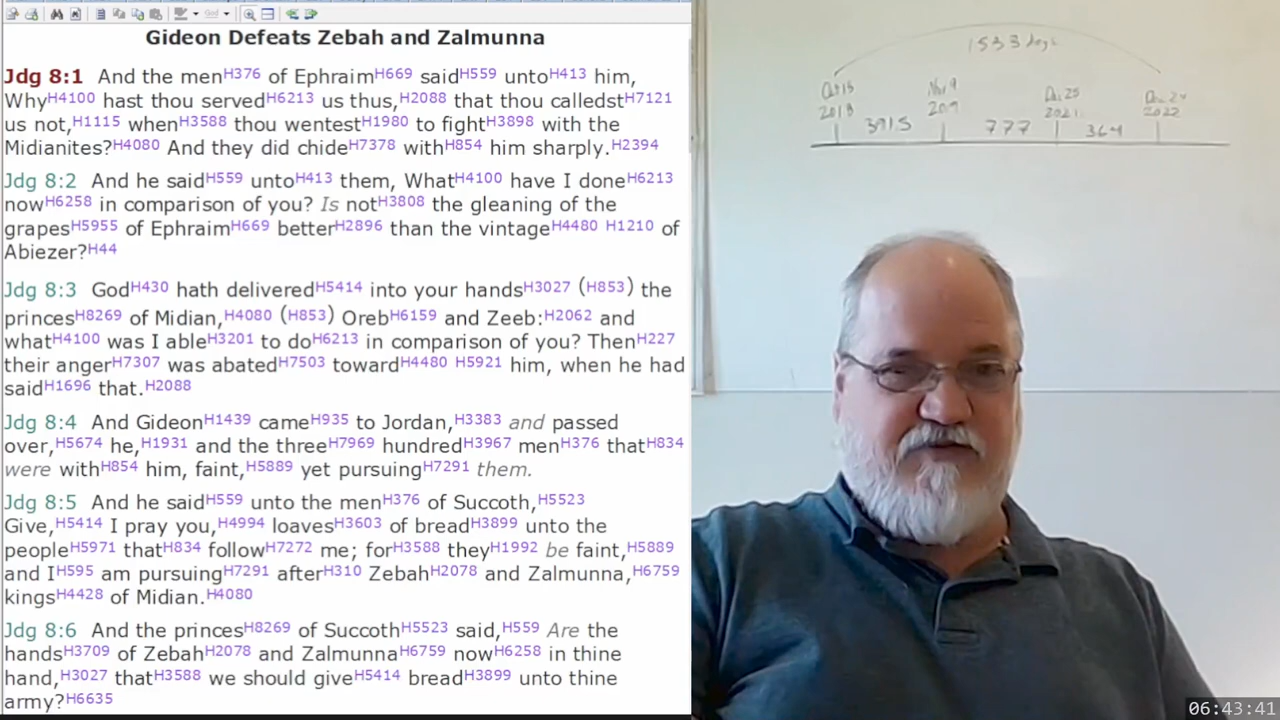 Gideon Defeats Zebah and Zalmunna
Jdg 8:1 And the menH376 of EphraimH669 saidH559 untoH413 him,
WhyH4100 hast thou servedH6213 us thus,H2088 that thou calledstH7121
us not,H1115 whenH3588 thou wentestH1980 to fightH3898 with the
Midianites?H4080 And they did chideH7378 withH854 him sharply.H2394
Jdg 8:2 And he saidH559 untoH413 them, WhatH4100 have I doneH6213
nowH6258 in comparison of you? Is notH3808 the gleaning of the
grapesH5955 of EphraimH669 betterH2896 than the vintageH4480 H1210 of
Abiezer?H44
Jdg 8:3 GodH430 hath deliveredH5414 into your handsH3027 (H853) the
princesH8269 of Midian,H4080 (H853) OrebH6159 and Zeeb:H2062 and
whatH4100 was I ableH3201 to doH6213 in comparison of you? ThenH227
their angerH7307 was abatedH7503 towardH4480 H5921 him, when he had
saidH1696 that.H2088
Jdg 8:4 And GideonH1439 cameH935 to Jordan,H3383 and passed
over,H5674 he,H1931 and the threeH7969 hundredH3967 menH376 thatH834
were withH854 him, faint,H5889 yet pursuingH7291 them.
Jdg 8:5 And he saidH559 unto the menH376 of Succoth,H5523
Give,H5414 I pray you,H4994 loavesH3603 of breadH3899 unto the
peopleH5971 thatH834 followH7272 me; forH3588 theyH1992 be faint,H5889
and IH595 am pursuingH7291 afterH310 ZebahH2078 and Zalmunna,H6759
kingsH4428 of Midian.H4080
Jdg 8:6 And the princesH8269 of SuccothH5523 said,H559 Are the
handsH3709 of ZebahH2078 and ZalmunnaH6759 nowH6258 in thine
hand,H3027 thatH3588 we should giveH5414 breadH3899 unto thine
army?H6635
1533 days
Nov 9 Dec 25
2018 2019 2021 2022
777 364
06:43:41